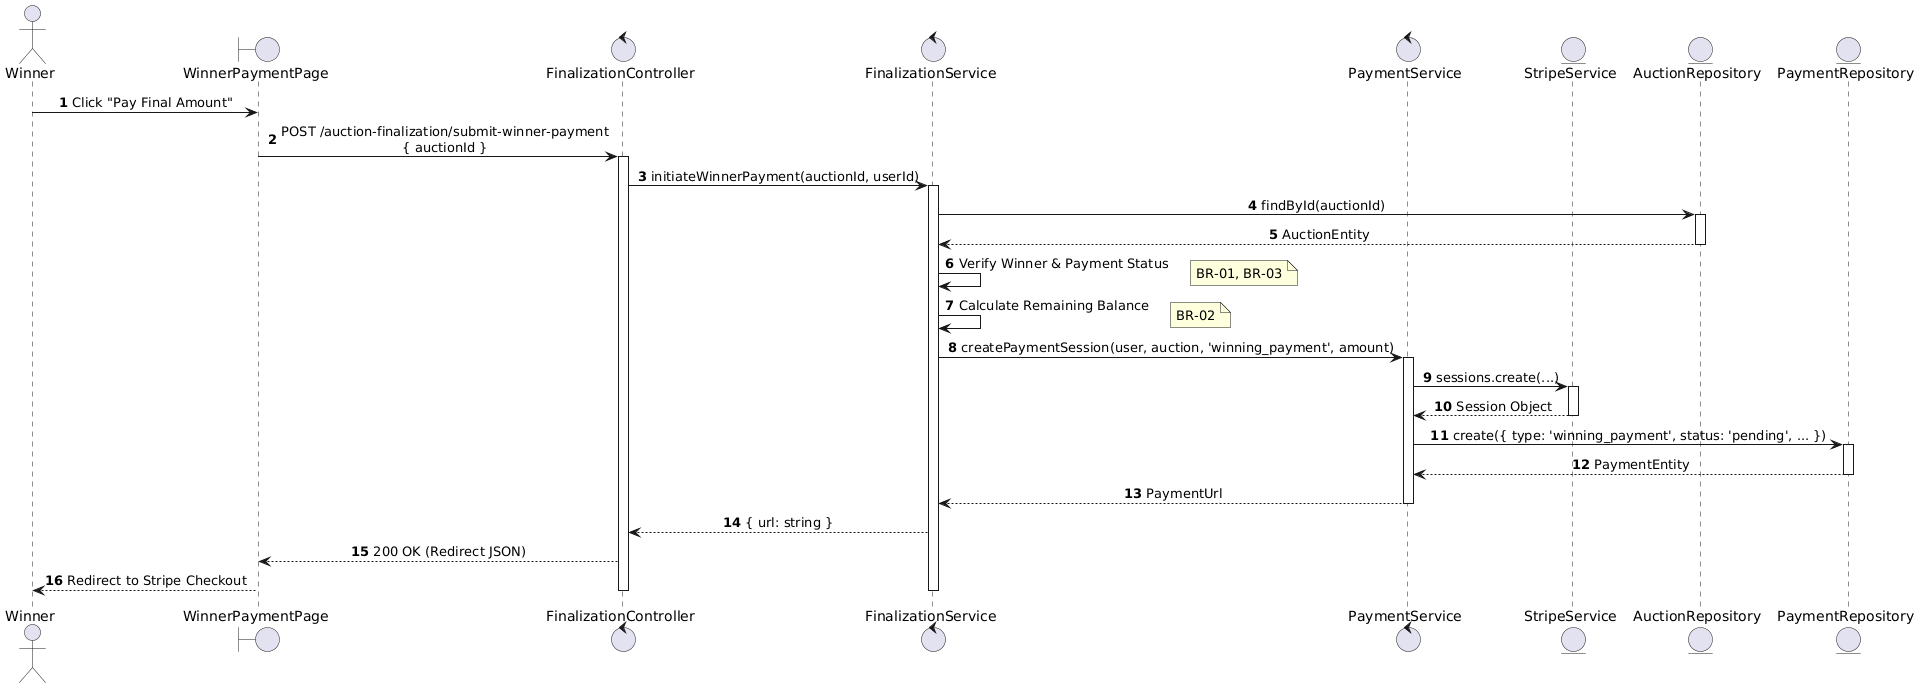 Winner
WinnerPaymentPage
FinalizationController
FinalizationService
PaymentService
StripeService
AuctionRepository
PaymentRepository
1 Click "Pay Final Amount"
2 POST /auction-finalization/submit-winner-payment
{ auctionId }
3 initiateWinnerPayment(auctionId, userId)
4 findById(auctionId)
5 AuctionEntity
6 Verify Winner & Payment Status
BR-01, BR-03
7 Calculate Remaining Balance
BR-02
8 createPaymentSession(user, auction, 'winning_payment', amount)
9 sessions.create(...)
10 Session Object
11 create({ type: 'winning_payment', status: 'pending', ... })
12 PaymentEntity
13 PaymentUrl
14 { url: string }
15 200 OK (Redirect JSON)
16 Redirect to Stripe Checkout
Winner
WinnerPaymentPage
FinalizationController
FinalizationService
PaymentService
StripeService
AuctionRepository
PaymentRepository